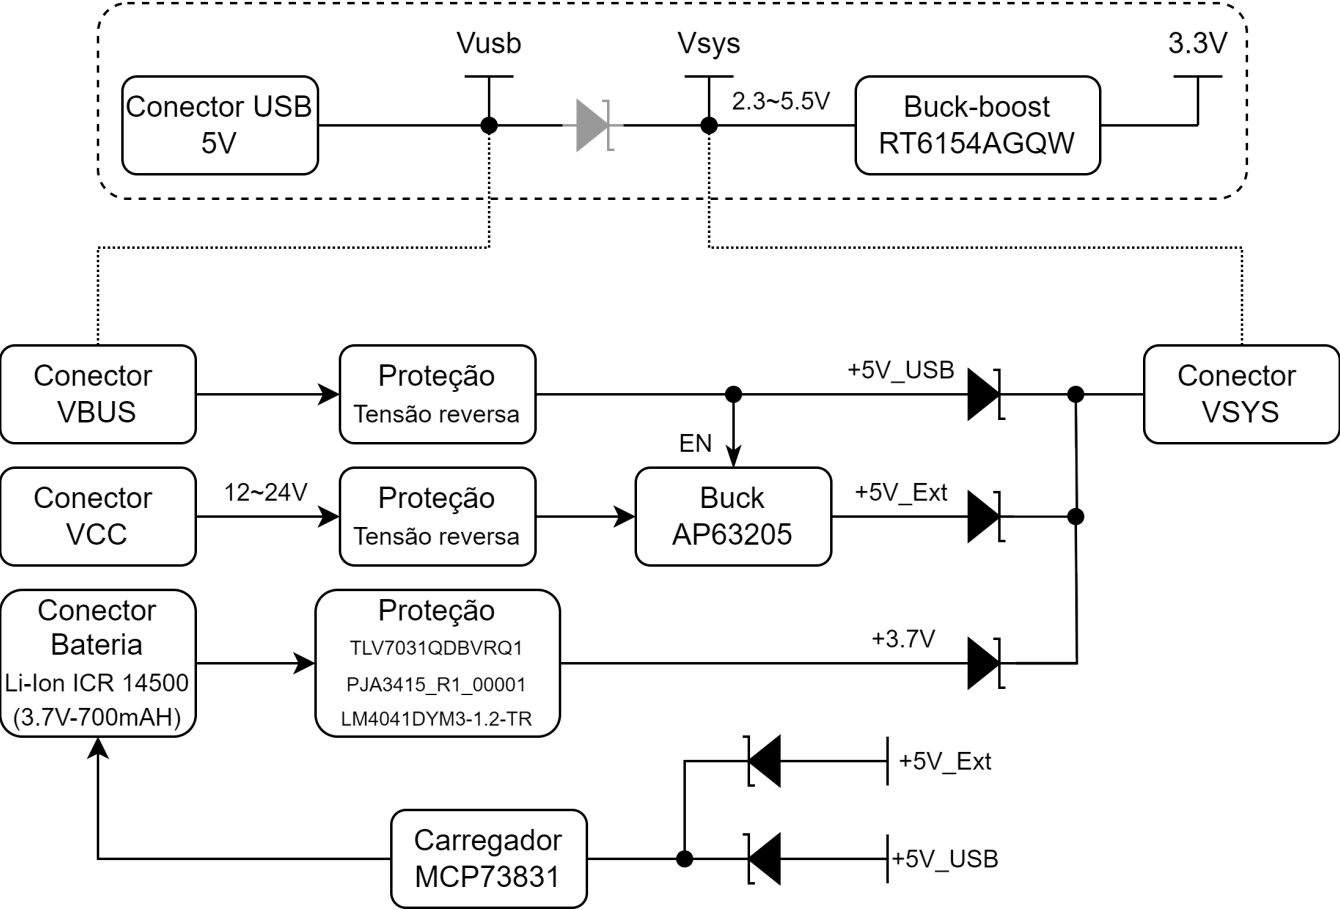 Vusb
Vsys
3.3V
Conector USB
5V
2.3~5.5V
Buck-boost
RT6154AGQW
Conector
VBUS
Proteção
Tensão reversa
+5V_USB
Conector
VSYS
EN
Conector
VCC
12~24V
Proteção
Tensão reversa
Buck
AP63205
+5V_Ext
Conector
Bateria
Li-Ion ICR 14500
(3.7V-700mAH)
Proteção
TLV7031QDBVRQ1
PJA3415_R1_00001
LM4041DYM3-1.2-TR
+3.7V
+5V_Ext
Carregador
MCP73831
+5V_USB